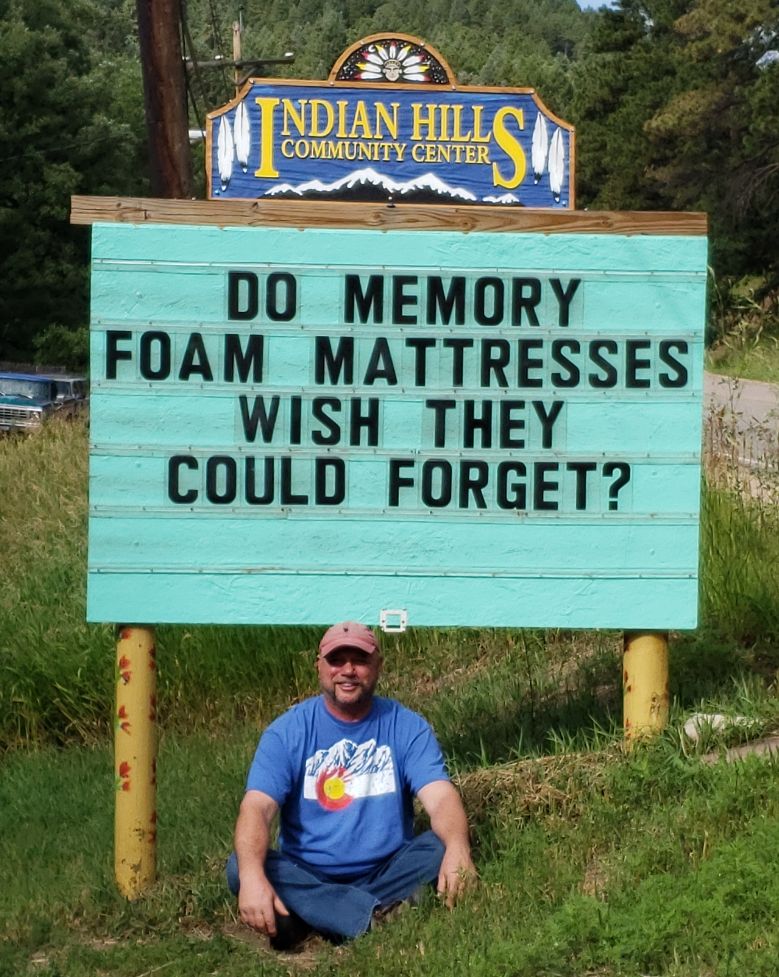 INDIAN HILLS
COMMUNITY CENTER
DO MEMORY
FOAM MATTRESSES
WISH THEY
COULD FORGET?